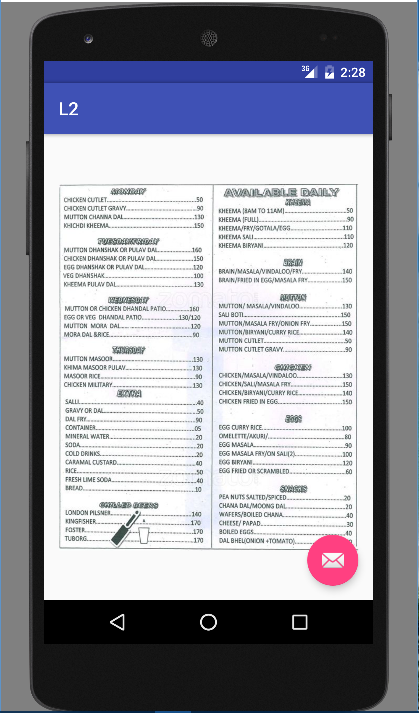 3G 2:28
L2
MONDAY
CHICKEN CUTLET 50
CHICKEN CUTLET GRAVY 90
MUTTON CHANNA DAL 130
KHICHDI KHEEMA 150
TUESDAY/FRIDAY
MUTTON DHANSHAK OR PULAV DAL 160
CHICKEN DHANSHAK OR PULAV DAL 150
EGG DHANSHAK OR PULAV DAL 120
VEG DHANSHAK 100
KHEEMA PULAV DAL 130
WEDNESDAY
MUTTON OR CHICKEN DHANDAL PATIO 160
EGG OR VEG DHANDAL PATIO 130/120
MUTTON MORA DAL 120
MORA DAL &RICE 90
THURSDAY
MUTTON MASOOR 130
KHIMA MASOOR PULAV 130
MASOOR RICE 90
CHICKEN MILITARY 130
EXTRA
SALLI 40
GRAVY OR DAL 50
DAL FRY 90
CONTAINER 05
MINERAL WATER 20
SODA 20
COLD DRINKS 20
CARAMAL CUSTARD 40
RICE 50
FRESH LIME SODA 40
BREAD 10
CHILLED BEERS
LONDON PILSNER 140
KINGFISHER 170
FOSTER 170
TUBORG 170
AVAILABLE DAILY
KHEEMA
KHEEMA (8AM TO 11AM) 50
KHEEMA (FULL) 90
KHEEMA/FRY/GOTALA/EGG 110
KHEEMA SALI 110
KHEEMA BIRYANI 120
BRAIN
BRAIN/MASALA/VINDALOO/FRY 140
BRAIN/FRIED IN EGG/MASALA FRY 150
MUTTON
MUTTON/ MASALA/VINDALOO 130
SALI BOTI 150
MUTTON/MASALA FRY/ONION FRY 150
MUTTON/BIRYANI/CURRY RICE 140
MUTTON CUTLET 50
MUTTON CUTLET GRAVY 90
CHICKEN
CHICKEN/MASALA/VINDALOO 130
CHICKEN/SALI/MASALA FRY 150
CHICKEN/BIRYANI/CURRY RICE 140
CHICKEN FRIED IN EGG 150
EGGS
EGG CURRY RICE 100
OMELETTE/AKURI/ 80
EGG MASALA 90
EGG MASALA FRY/ON SALI(2) 100
EGG BIRYANI 120
EGG FRIED OR SCRAMBLED 60
SNACKS
PEA NUTS SALTED/SPICED 20
CHANA DAL/MOONG DAL 20
WAFERS/BOILED CHANA 40
CHEESE/ PAPAD 30
BOILED EGGS 40
DAL BHEL(ONION +TOMATO)